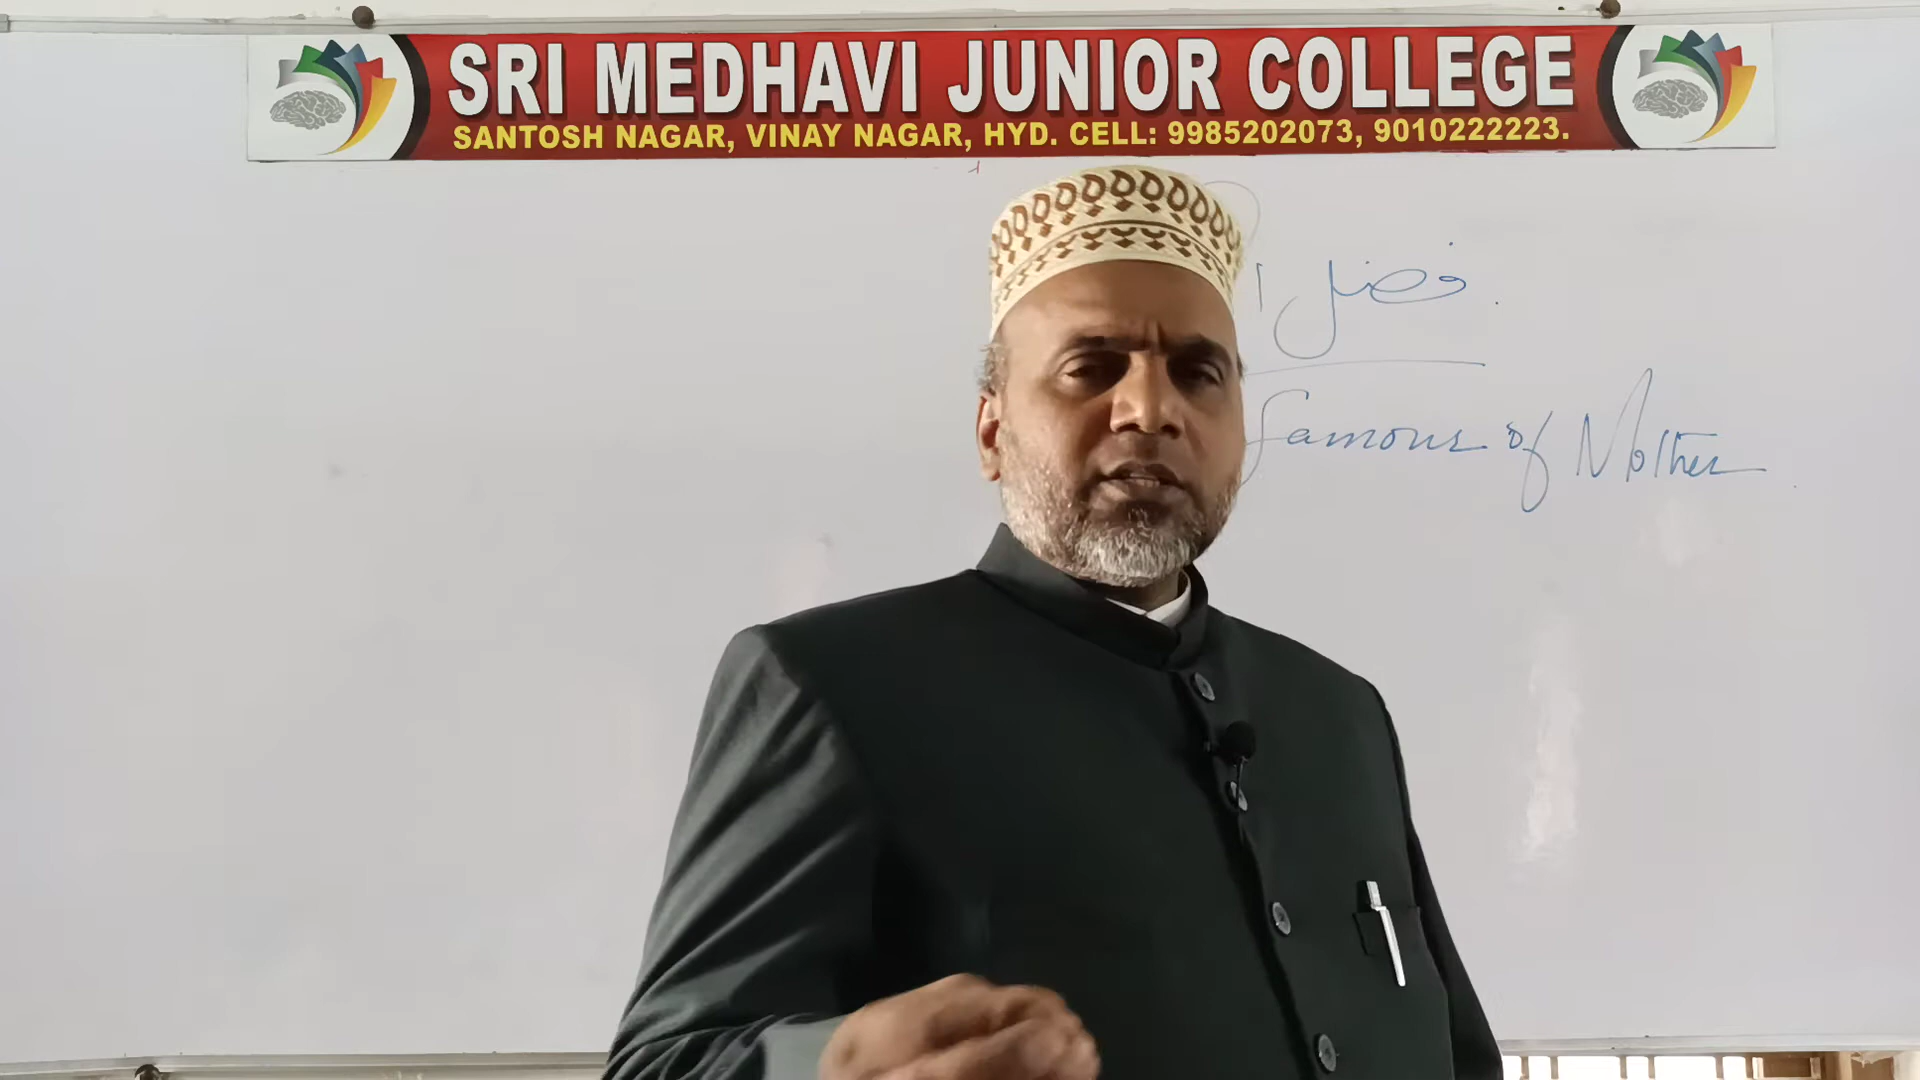 SRI MEDHAVI JUNIOR COLLEGE
SANTOSH NAGAR, VINAY NAGAR, HYD. CELL: 9985202073, 9010222223.
فضل ا
famous of Mother